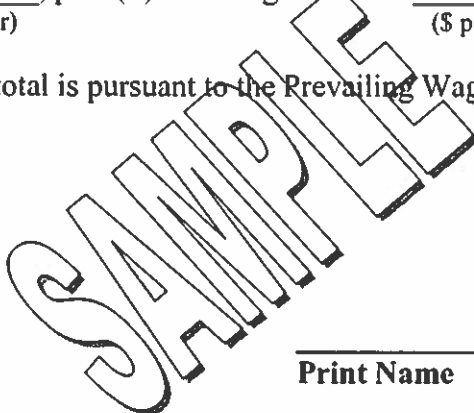 r) ($ p
total is pursuant to the Prevailing Wag
SAMPLE
Print Name